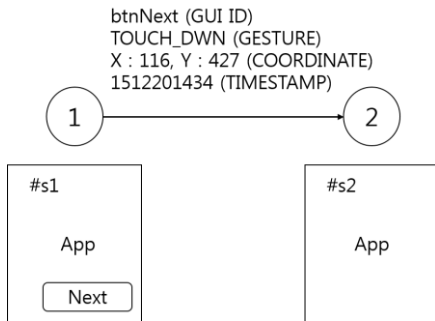 btnNext (GUI ID)
TOUCH_DWN (GESTURE)
X : 116, Y : 427 (COORDINATE)
1512201434 (TIMESTAMP)
1
2
#s1
App
Next
#s2
App